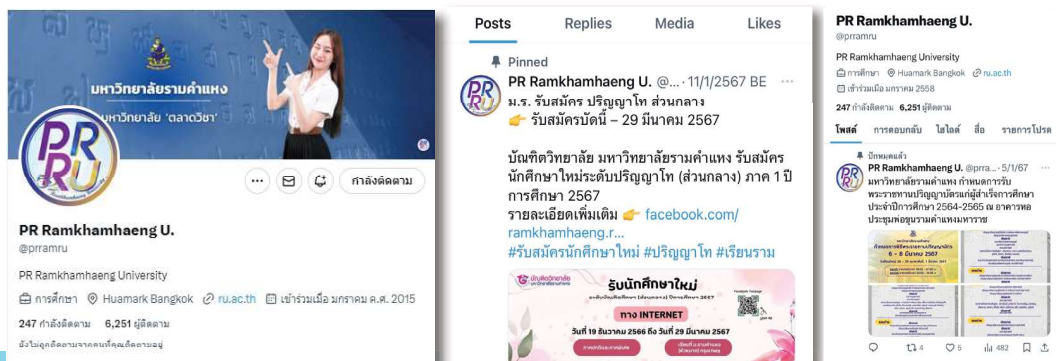 มหาวิทยาลัยรามคำแหง
มหาวิทยาลัย 'ตลาดวิชา'
PR
RU
กำลังติดตาม
PR Ramkhamhaeng U.
@prramru
PR Ramkhamhaeng University
การศึกษา Huamark Bangkok ru.ac.th เข้าร่วมเมื่อ มกราคม ค.ศ. 2015
247 กำลังติดตาม 6,251 ผู้ติดตาม
ยังไม่ถูกติดตามจากคนที่คุณติดตามอยู่
Posts Replies Media Likes
Pinned
PR Ramkhamhaeng U. @... · 11/1/2567 BE ...
ม.ร. รับสมัคร ปริญญาโท ส่วนกลาง
👉 รับสมัครบัดนี้ – 29 มีนาคม 2567
บัณฑิตวิทยาลัย มหาวิทยาลัยรามคำแหง รับสมัคร
นักศึกษาใหม่ระดับปริญญาโท (ส่วนกลาง) ภาค 1 ปี
การศึกษา 2567
รายละเอียดเพิ่มเติม 👉 facebook.com/
ramkhamhaeng.r...
#รับสมัครนักศึกษาใหม่ #ปริญญาโท #เรียนราม
บัณฑิตวิทยาลัย
รับนักศึกษาใหม่
ระดับบัณฑิตศึกษา (ส่วนกลาง) ปีการศึกษา 2567
ทาง INTERNET
วันที่ 19 ธันวาคม 2566 ถึง วันที่ 29 มีนาคม 2567
PR Ramkhamhaeng U.
@prramru
PR Ramkhamhaeng University
การศึกษา Huamark Bangkok ru.ac.th
เข้าร่วมเมื่อ มกราคม 2558
247 กำลังติดตาม 6,251 ผู้ติดตาม
โพสต์ การตอบกลับ ไฮไลต์ สื่อ รายการโปรด
ปักหมุดแล้ว
PR Ramkhamhaeng U. @prra... · 5/1/67 ...
มหาวิทยาลัยรามคำแหง กำหนดการรับ
พระราชทานปริญญาบัตรแก่ผู้สำเร็จการศึกษา
ประจำปีการศึกษา 2564-2565 ณ อาคารหอ
ประชุมพ่อขุนรามคำแหงมหาราช
6 - 8 มีนาคม 2567
4 5 482